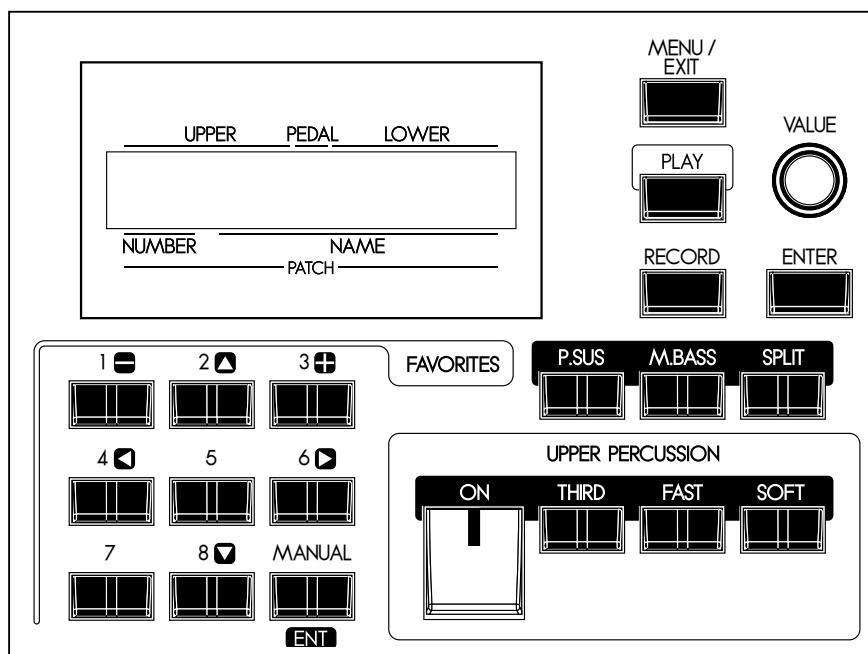 MENU /
EXIT
UPPER PEDAL LOWER
VALUE
PLAY
NUMBER NAME
PATCH
RECORD ENTER
1 2 3 FAVORITES
P.SUS M.BASS SPLIT
4 5 6
UPPER PERCUSSION
ON THIRD FAST SOFT
7 8 MANUAL
ENT